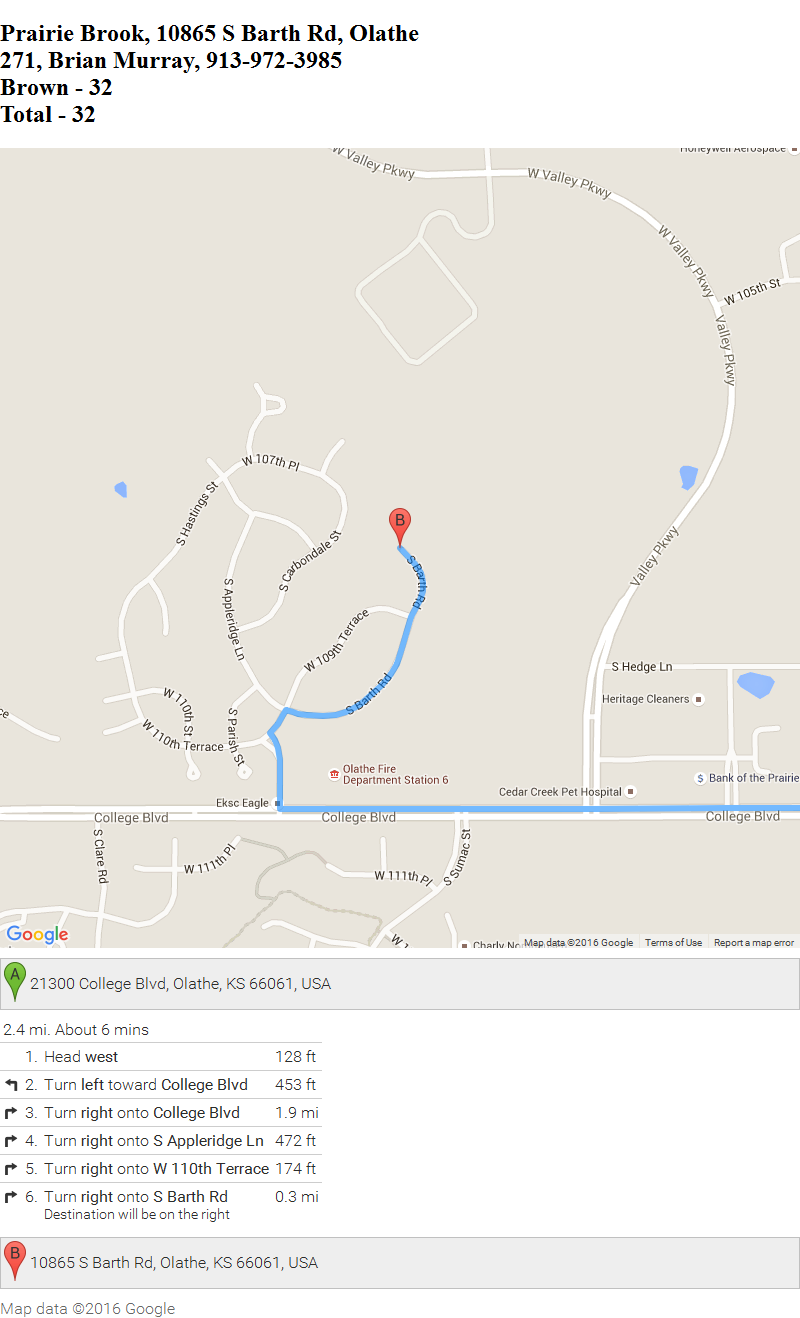 Prairie Brook, 10865 S Barth Rd, Olathe
271, Brian Murray, 913-972-3985
Brown - 32
Total - 32
Honeywell Aerospace
W Valley Pkwy
W Valley Pkwy
W Valley Pkwy
W 105th St
Valley Pkwy
W 107th Pl
S Hastings St
B
S Carbondale St
Valley Pkwy
S Barth Rd
S Appleridge Ln
W 109th Terrace
S Hedge Ln
S Barth Rd
Heritage Cleaners
W 110th St
S Parish St
W 110th Terrace
Olathe Fire
Department Station 6
$ Bank of the Prairie
Cedar Creek Pet Hospital
Eksc Eagle
College Blvd
College Blvd
College Blvd
S Clare Rd
W 111th Pl
S Sumac St
W 111th Pl
Google
Map data ©2016 Google
Terms of Use
Report a map error
A
21300 College Blvd, Olathe, KS 66061, USA
2.4 mi. About 6 mins
1. Head west 128 ft
2. Turn left toward College Blvd 453 ft
3. Turn right onto College Blvd 1.9 mi
4. Turn right onto S Appleridge Ln 472 ft
5. Turn right onto W 110th Terrace 174 ft
6. Turn right onto S Barth Rd 0.3 mi
Destination will be on the right
B
10865 S Barth Rd, Olathe, KS 66061, USA
Map data ©2016 Google